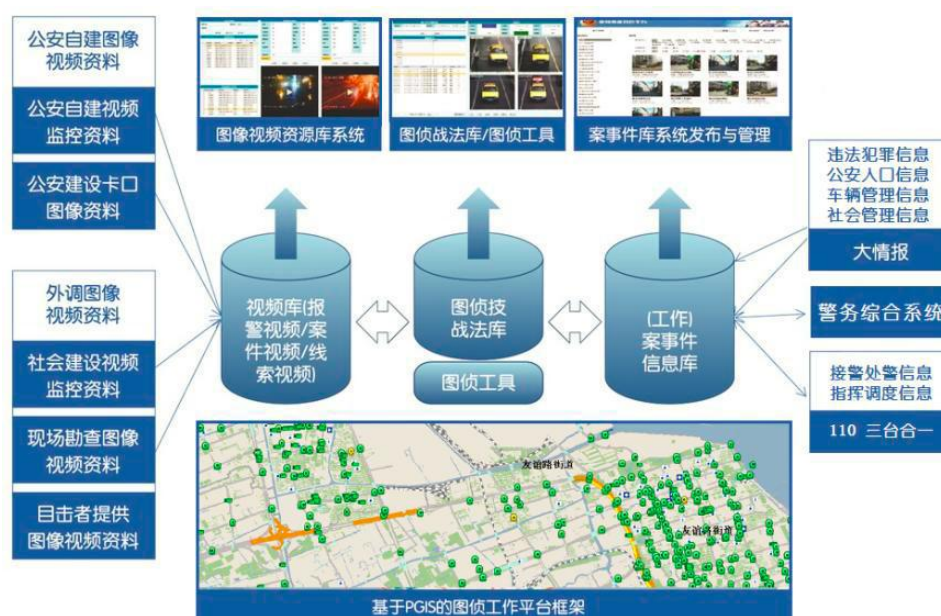 公安自建图像
视频资料
公安自建视频
监控资料
公安建设卡口
图像资料
外调图像
视频资料
社会建设视频
监控资料
现场勘查图像
视频资料
目击者提供
图像视频资料
图像视频资源库系统
图侦战法库/图侦工具
案事件库系统发布与管理
视频库(报
警视频/案
件视频/线
索视频)
图侦技
战法库
图侦工具
(工作)
案事件
信息库
违法犯罪信息
公安人口信息
车辆管理信息
社会管理信息
大情报
警务综合系统
接警处警信息
指挥调度信息
110 三台合一
友谊路街道
友谊路街道
基于PGIS的图侦工作平台框架